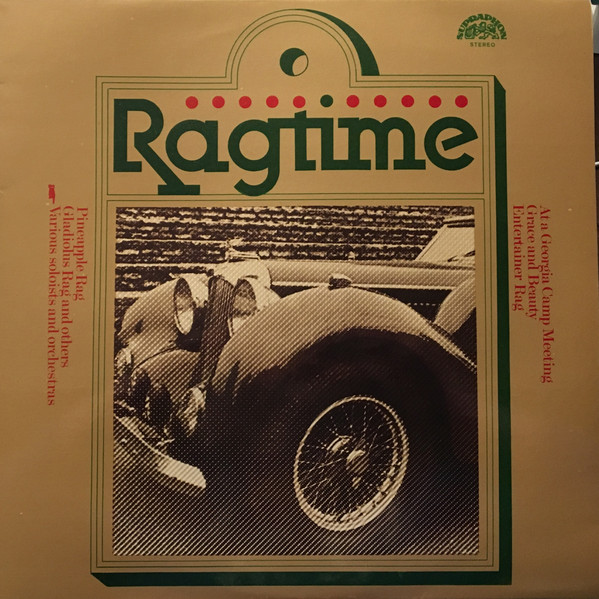 SUPRAPHON
STEREO
Ragtime
Pineapple Rag
Gladiolus Rag and others
Various soloists and orchestras
At a Georgia Camp Meeting
Grace and Beauty
Entertainer Rag